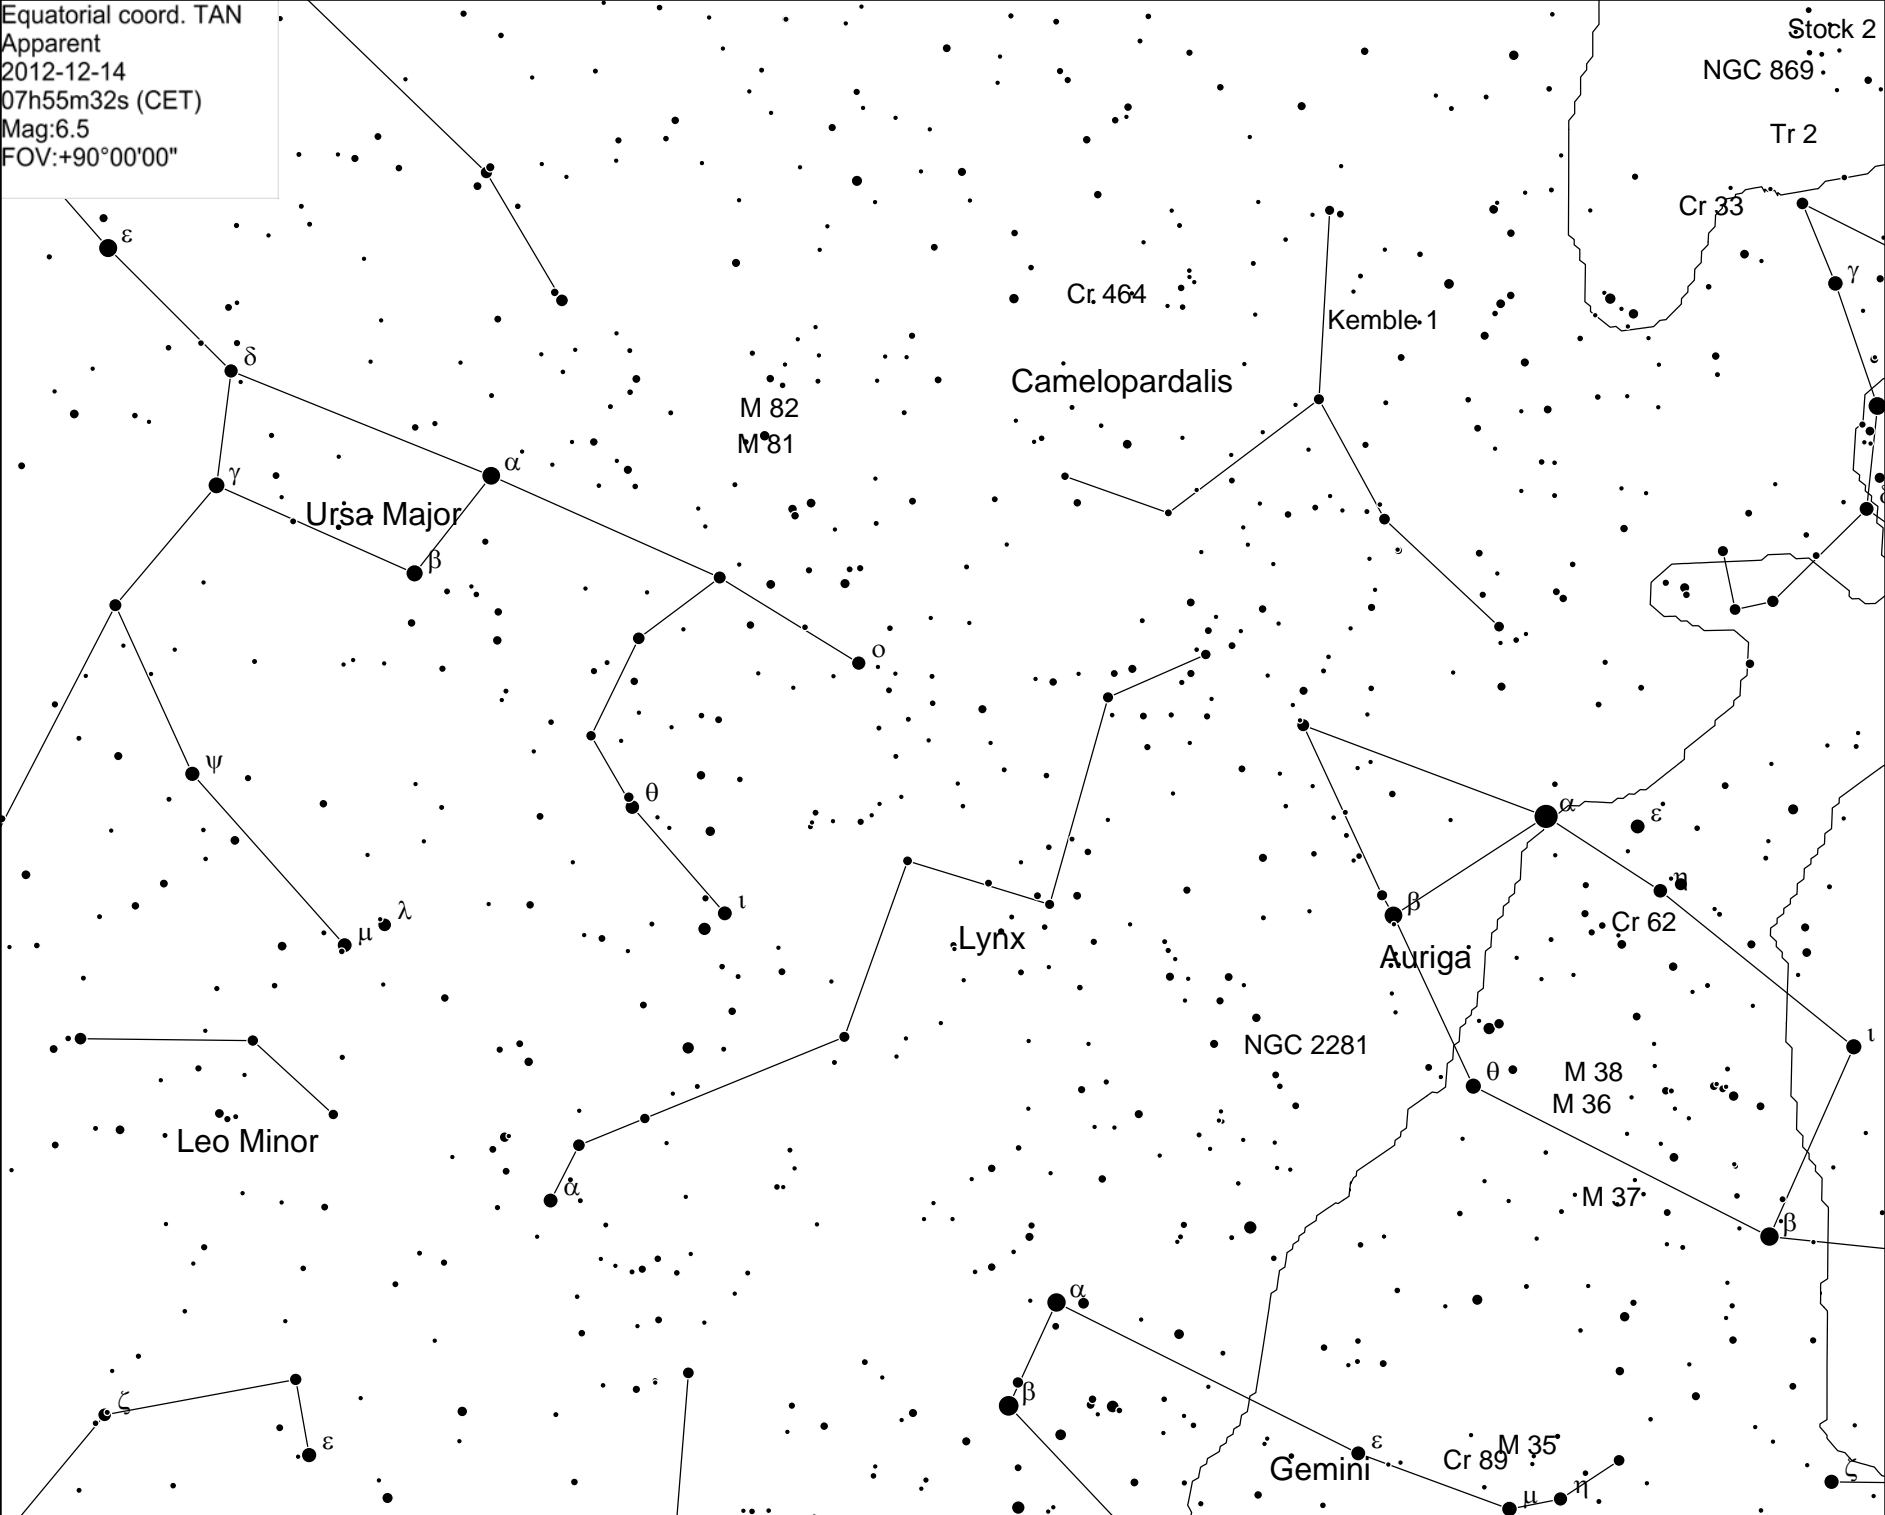 Equatorial coord. TAN
Apparent
2012-12-14
07h55m32s (CET)
Mag:6.5
FOV:+90°00'00"
Stock 2
NGC 869
Tr 2
Cr 33
ε
γ
Cr 464
Kemble 1
δ
Camelopardalis
M 82
M 81
α
γ
Ursa Major
β
ο
ψ
θ
α
ε
η
ι
β
λ
Cr 62
μ
Lynx
Auriga
ι
NGC 2281
θ
M 38
M 36
Leo Minor
α
M 37
β
α
β
ζ
ε
ε
M 35
Cr 89
Gemini
ζ
η
μ